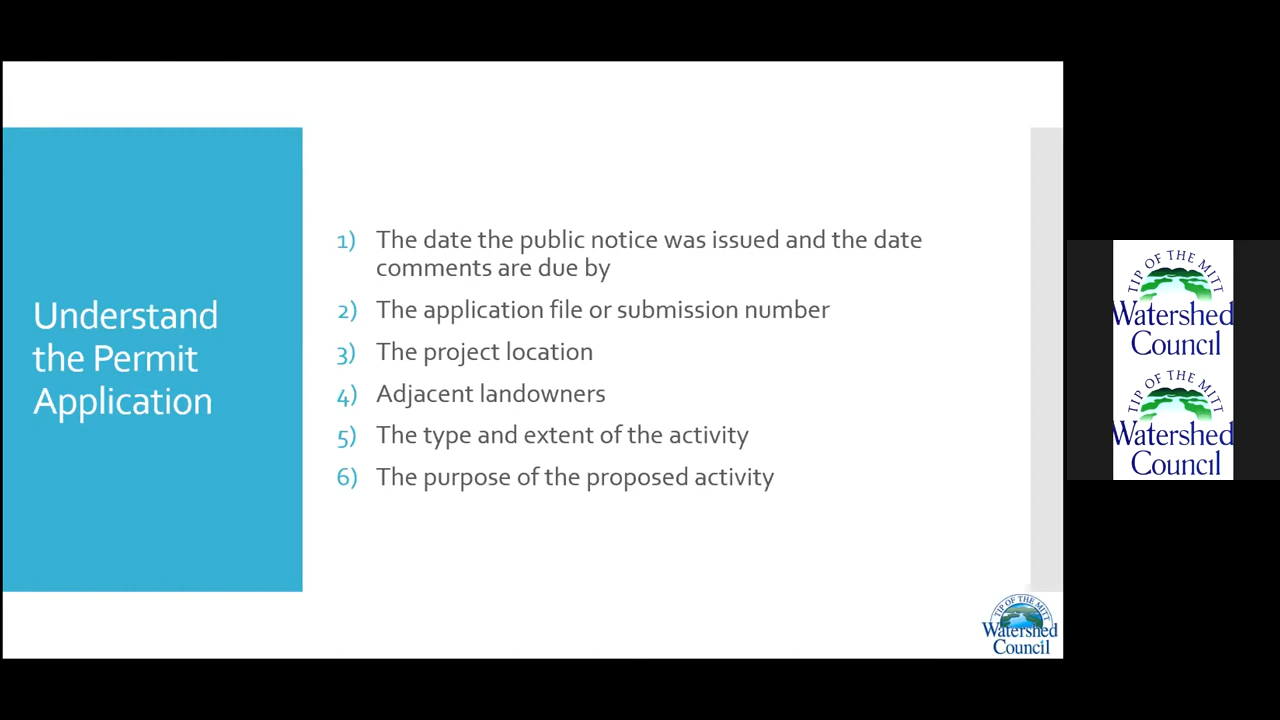 Understand
the Permit
Application
1) The date the public notice was issued and the date
comments are due by
2) The application file or submission number
3) The project location
4) Adjacent landowners
5) The type and extent of the activity
6) The purpose of the proposed activity
TIP OF THE MITT
Watershed
Council
TIP OF THE MITT
Watershed
Council
TIP OF THE MITT
Watershed
Council